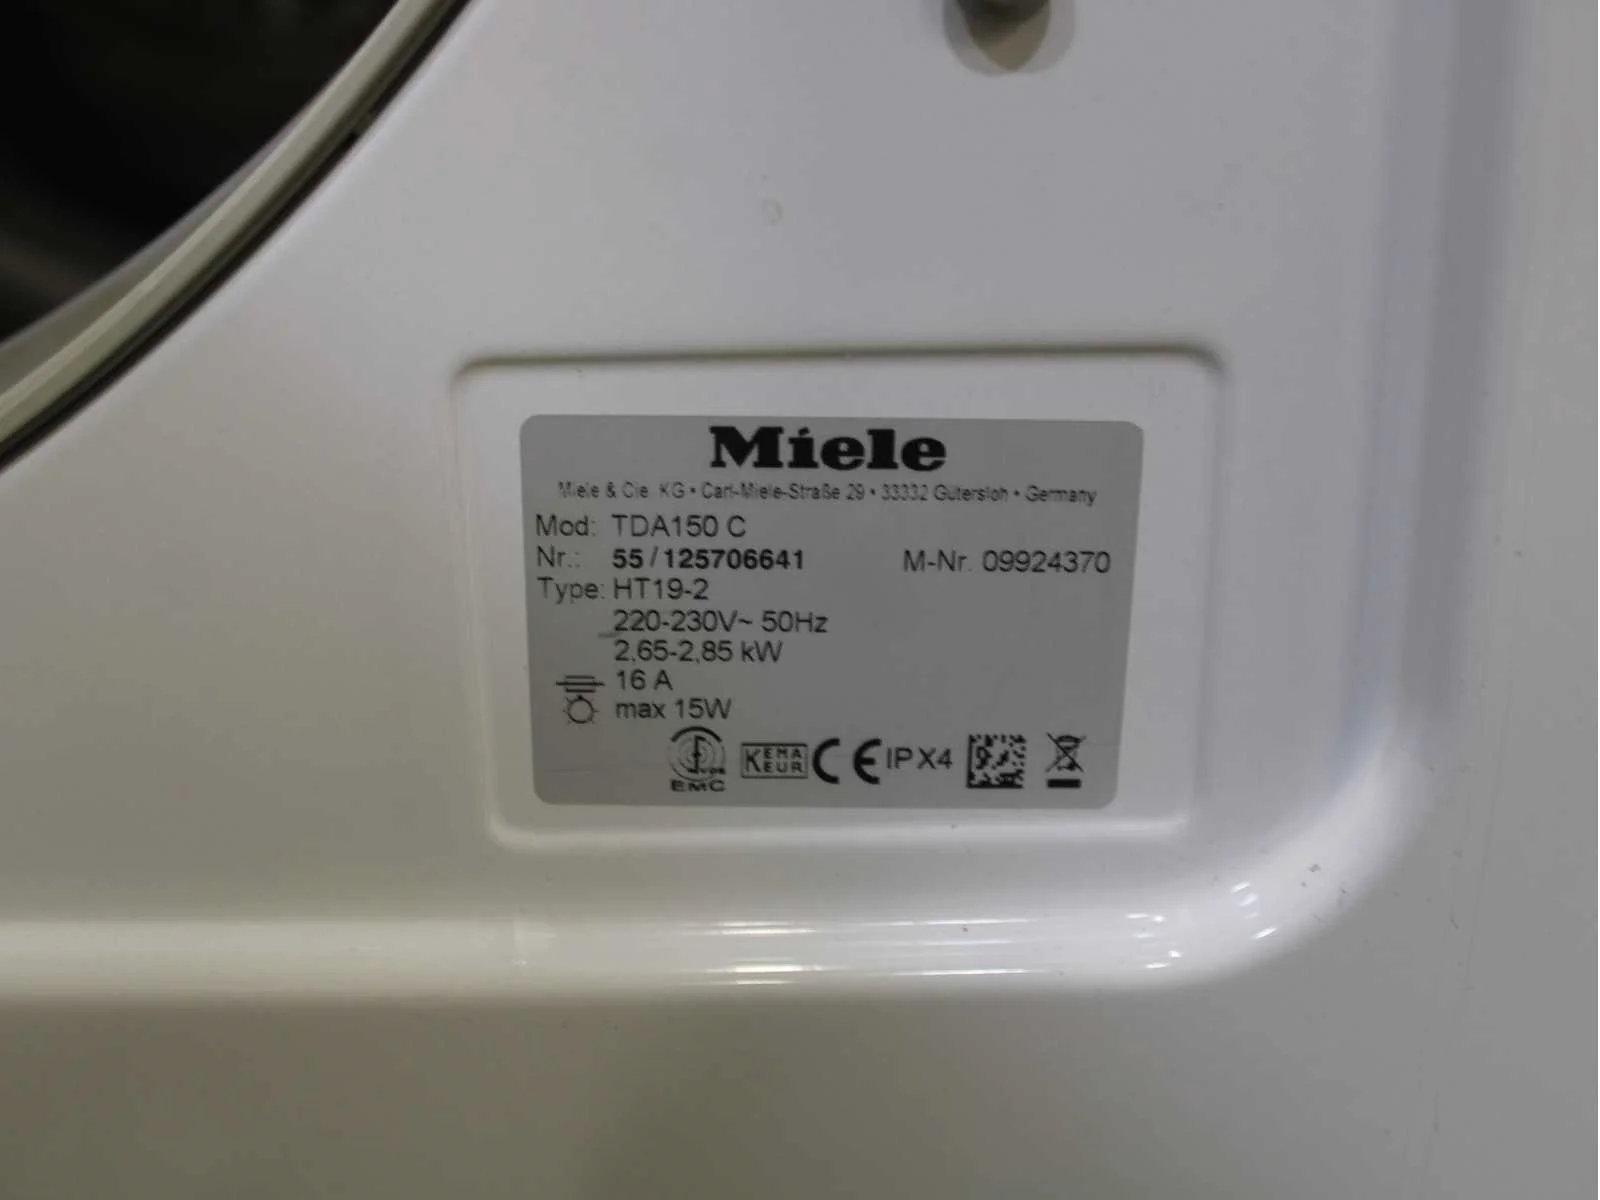 Miele
Miele & Cie. KG • Carl-Miele-Straße 29 • 33332 Gütersloh • Germany
Mod: TDA150 C
Nr.: 55 / 125706641 M-Nr. 09924370
Type: HT19-2
220-230V~ 50Hz
2,65-2,85 kW
16 A
max 15W
EMC KEMA KEUR CE IPX4